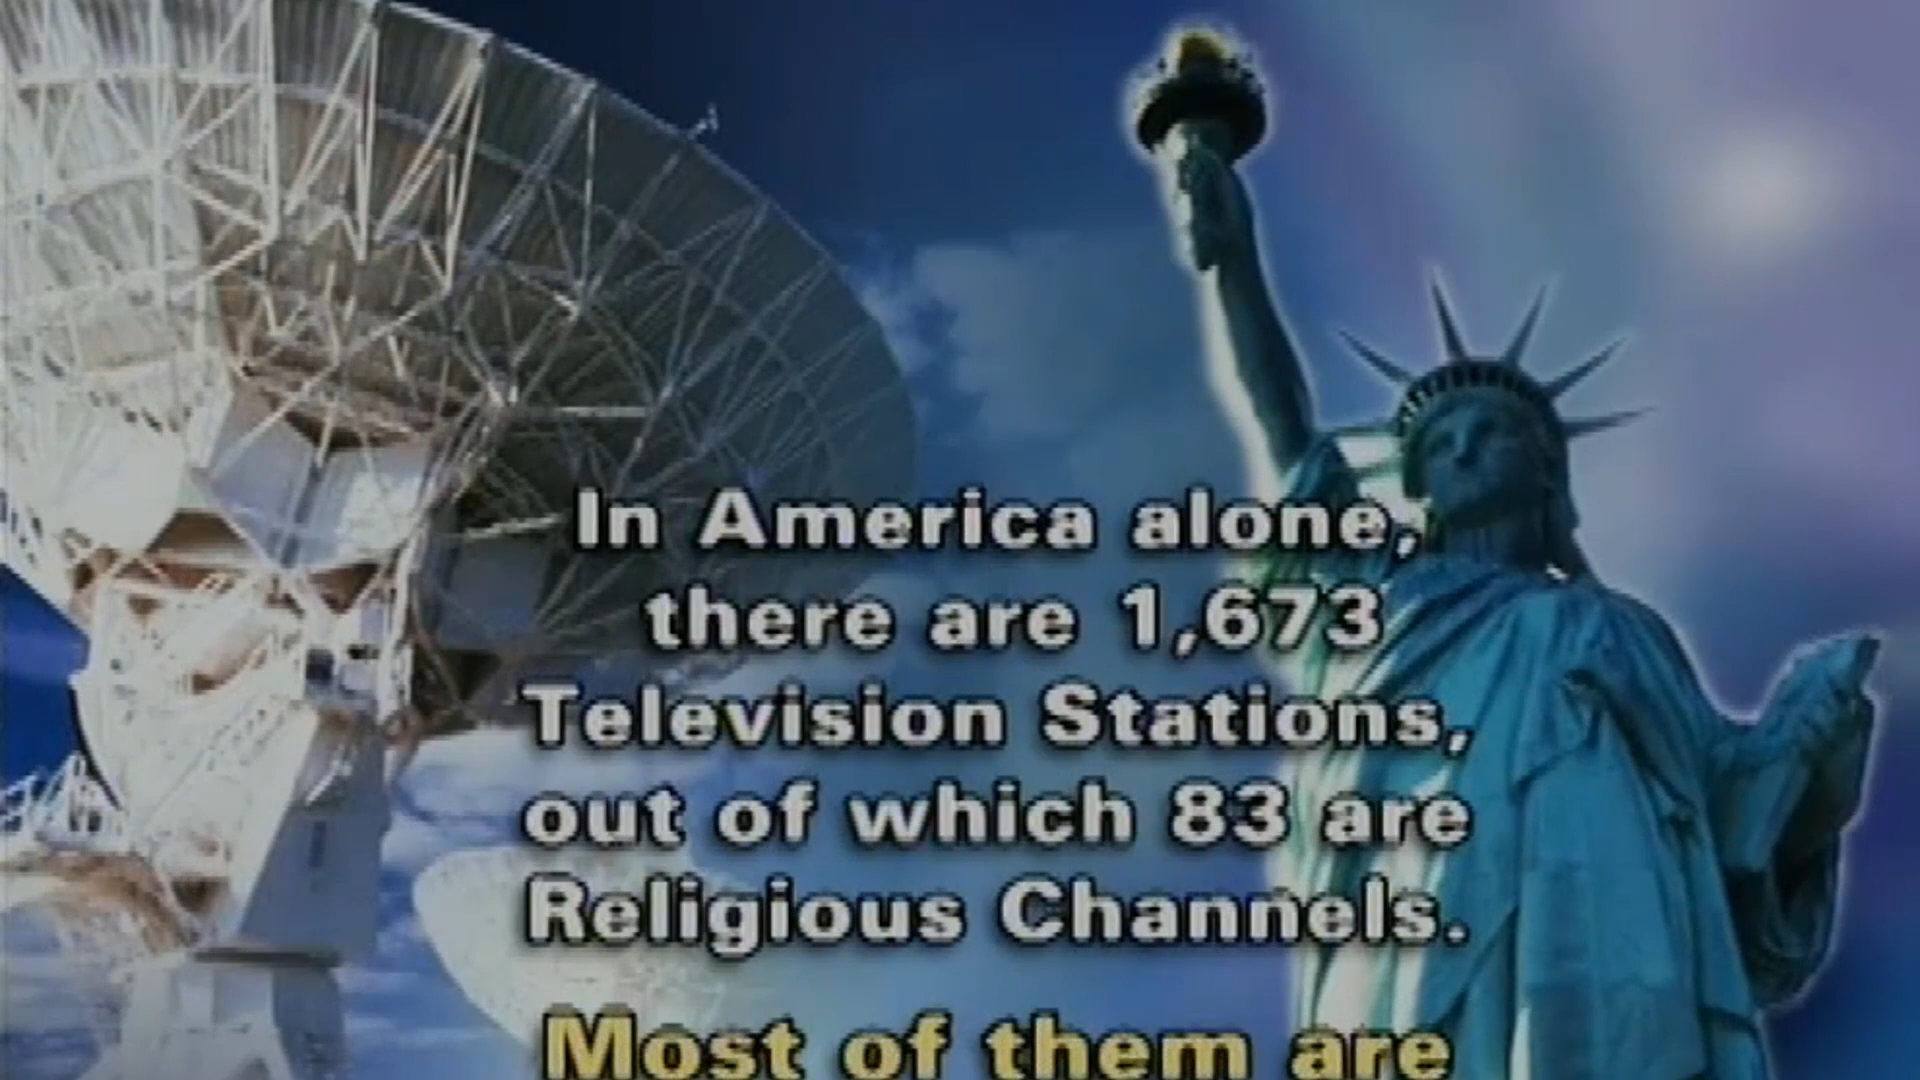 In America alone,
there are 1,673
Television Stations,
out of which 83 are
Religious Channels.
Most of them are